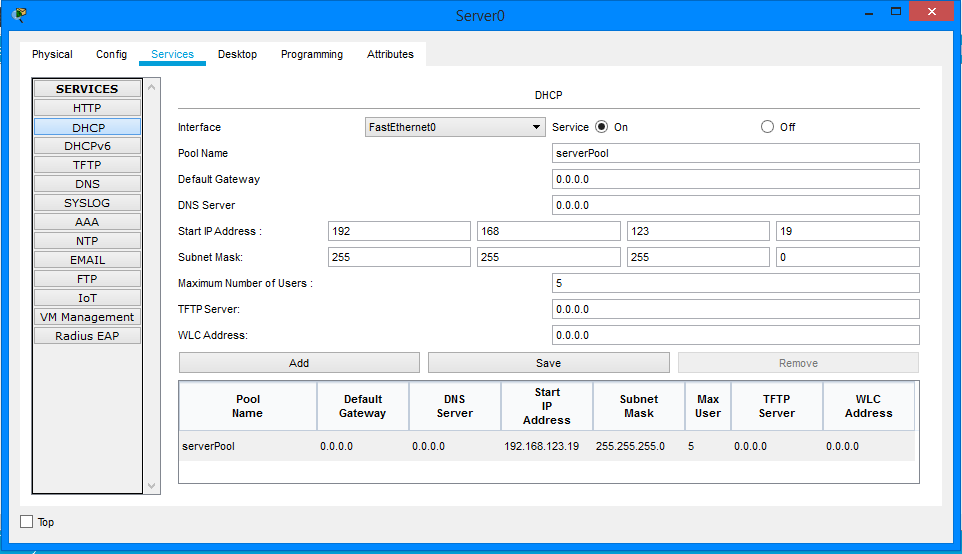 Server0
Physical Config Services Desktop Programming Attributes
SERVICES
HTTP
DHCP
DHCPv6
TFTP
DNS
SYSLOG
AAA
NTP
EMAIL
FTP
IoT
VM Management
Radius EAP
DHCP
Interface FastEthernet0 Service On Off
Pool Name serverPool
Default Gateway 0.0.0.0
DNS Server 0.0.0.0
Start IP Address : 192 168 123 19
Subnet Mask: 255 255 255 0
Maximum Number of Users : 5
TFTP Server: 0.0.0.0
WLC Address: 0.0.0.0
Add Save Remove
Pool Name Default Gateway DNS Server Start IP Address Subnet Mask Max User TFTP Server WLC Address
serverPool 0.0.0.0 0.0.0.0 192.168.123.19 255.255.255.0 5 0.0.0.0 0.0.0.0
Top